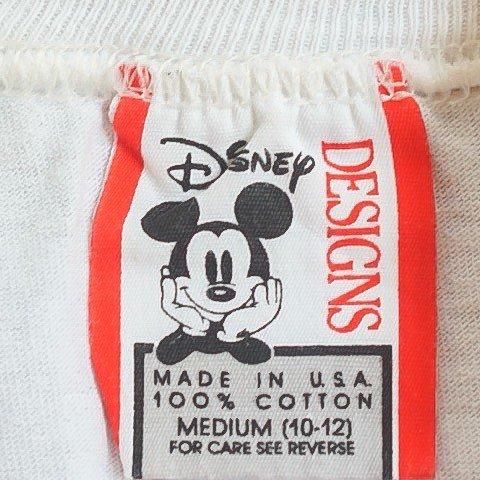 Disney
DESIGNS
MADE IN U.S.A.
100% COTTON
MEDIUM (10-12)
FOR CARE SEE REVERSE